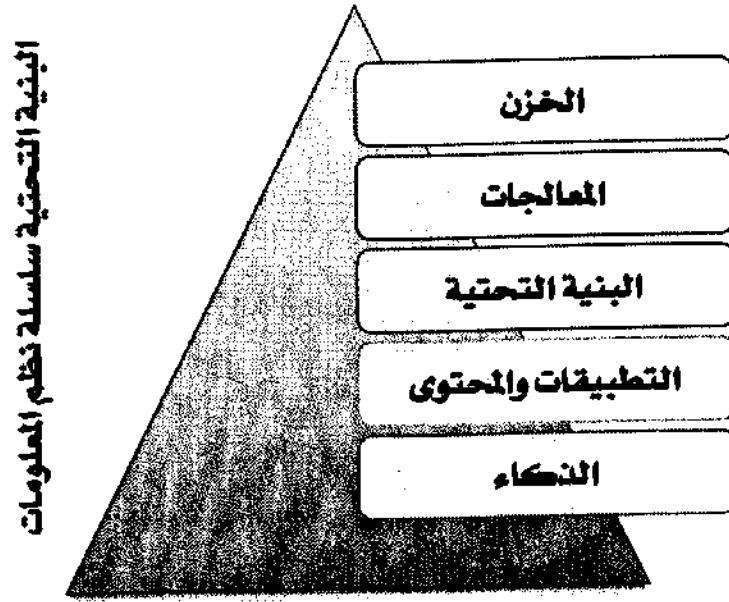 البنية التحتية سلسلة نظم المعلومات
الخزن
المعالجات
البنية التحتية
التطبيقات والمحتوى
الذكاء